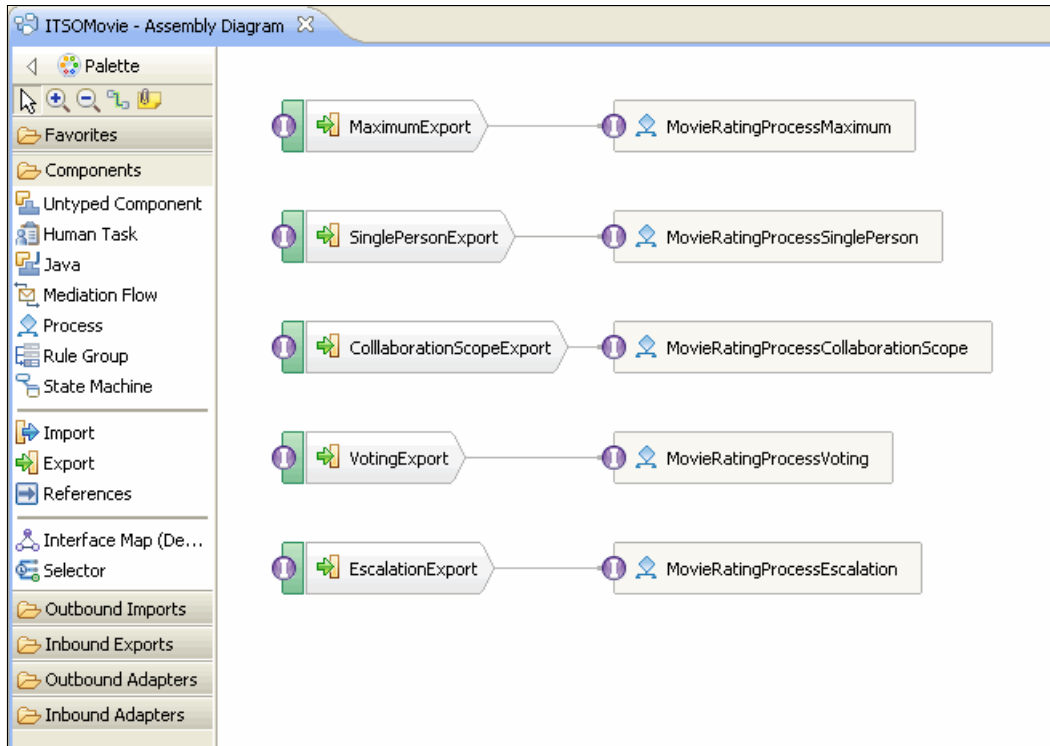 ITSOMovie - Assembly Diagram
Palette
Favorites
Components
Untyped Component
Human Task
Java
Mediation Flow
Process
Rule Group
State Machine
Import
Export
References
Interface Map (De...
Selector
Outbound Imports
Inbound Exports
Outbound Adapters
Inbound Adapters
MaximumExport MovieRatingProcessMaximum
SinglePersonExport MovieRatingProcessSinglePerson
ColllaborationScopeExport MovieRatingProcessCollaborationScope
VotingExport MovieRatingProcessVoting
EscalationExport MovieRatingProcessEscalation